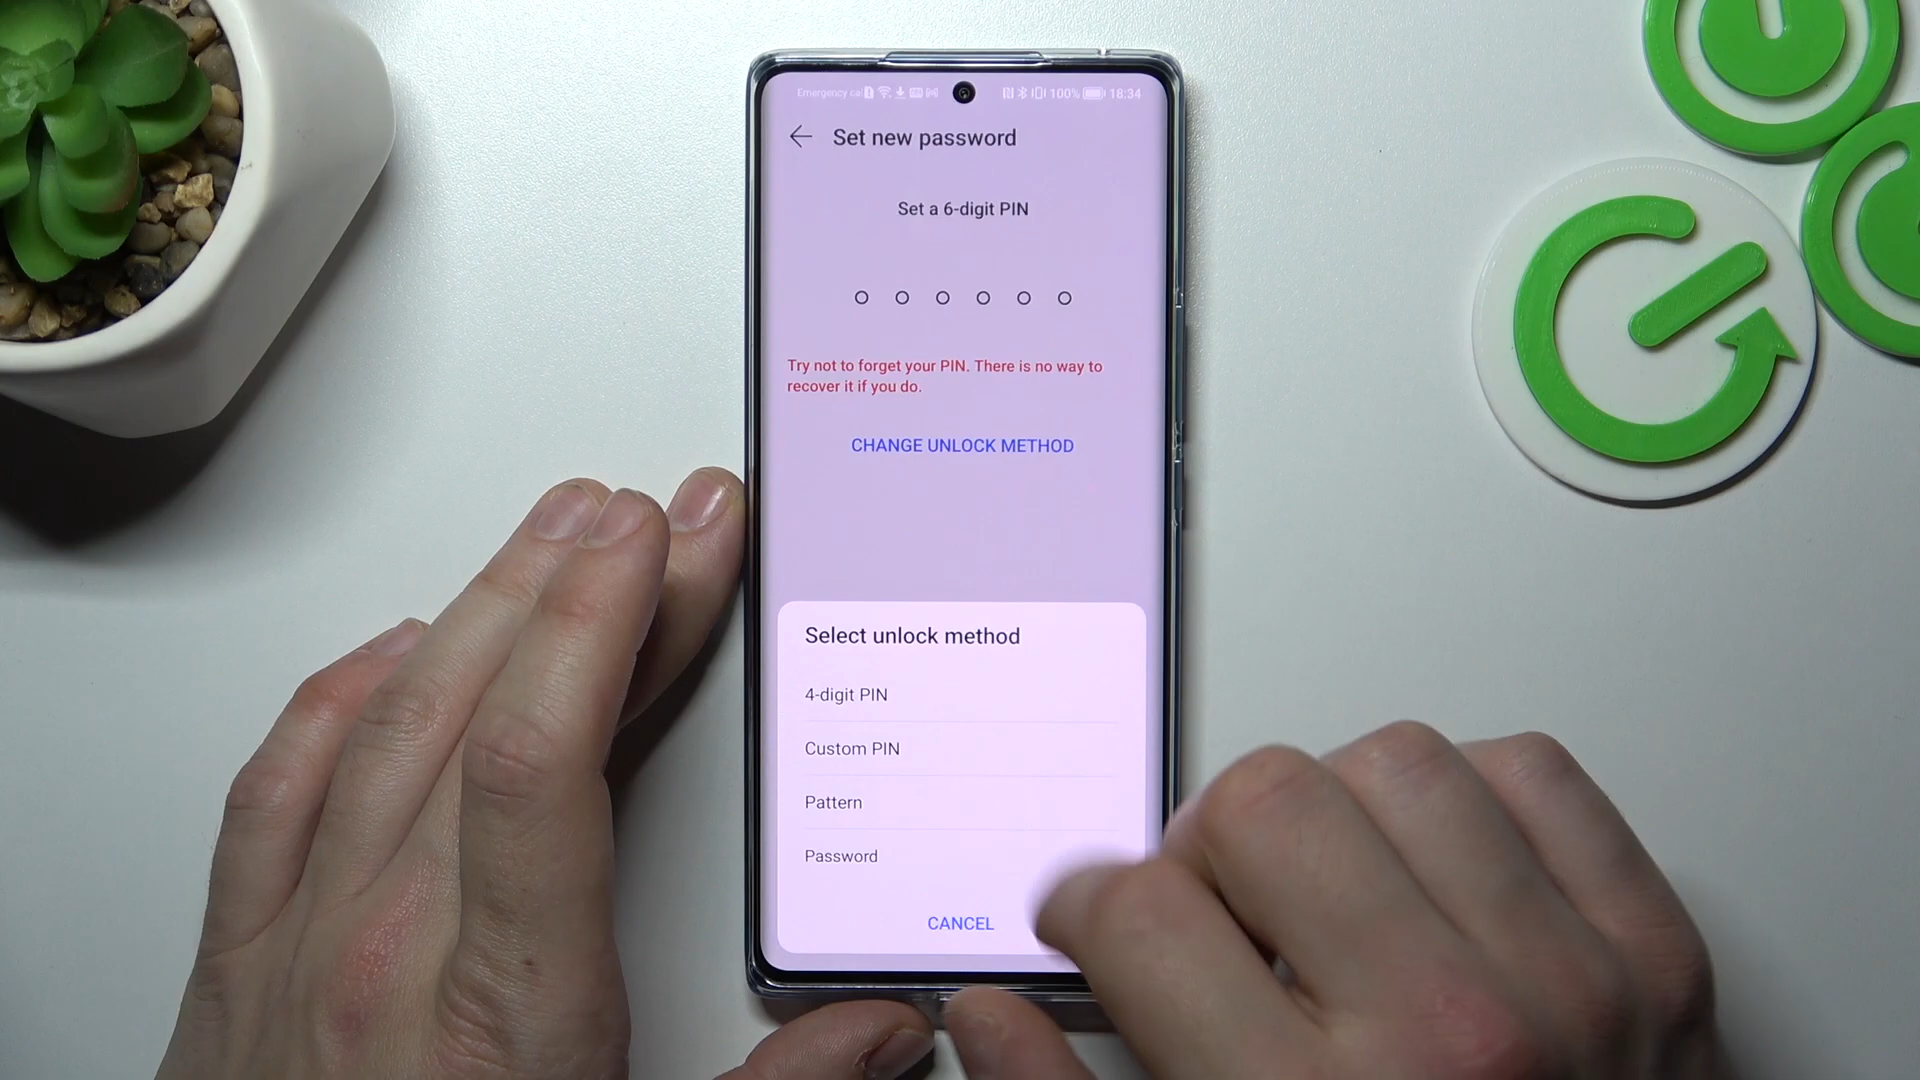 Emergency cal 100% 18:34
Set new password
Set a 6-digit PIN
Try not to forget your PIN. There is no way to
recover it if you do.
CHANGE UNLOCK METHOD
Select unlock method
4-digit PIN
Custom PIN
Pattern
Password
CANCEL